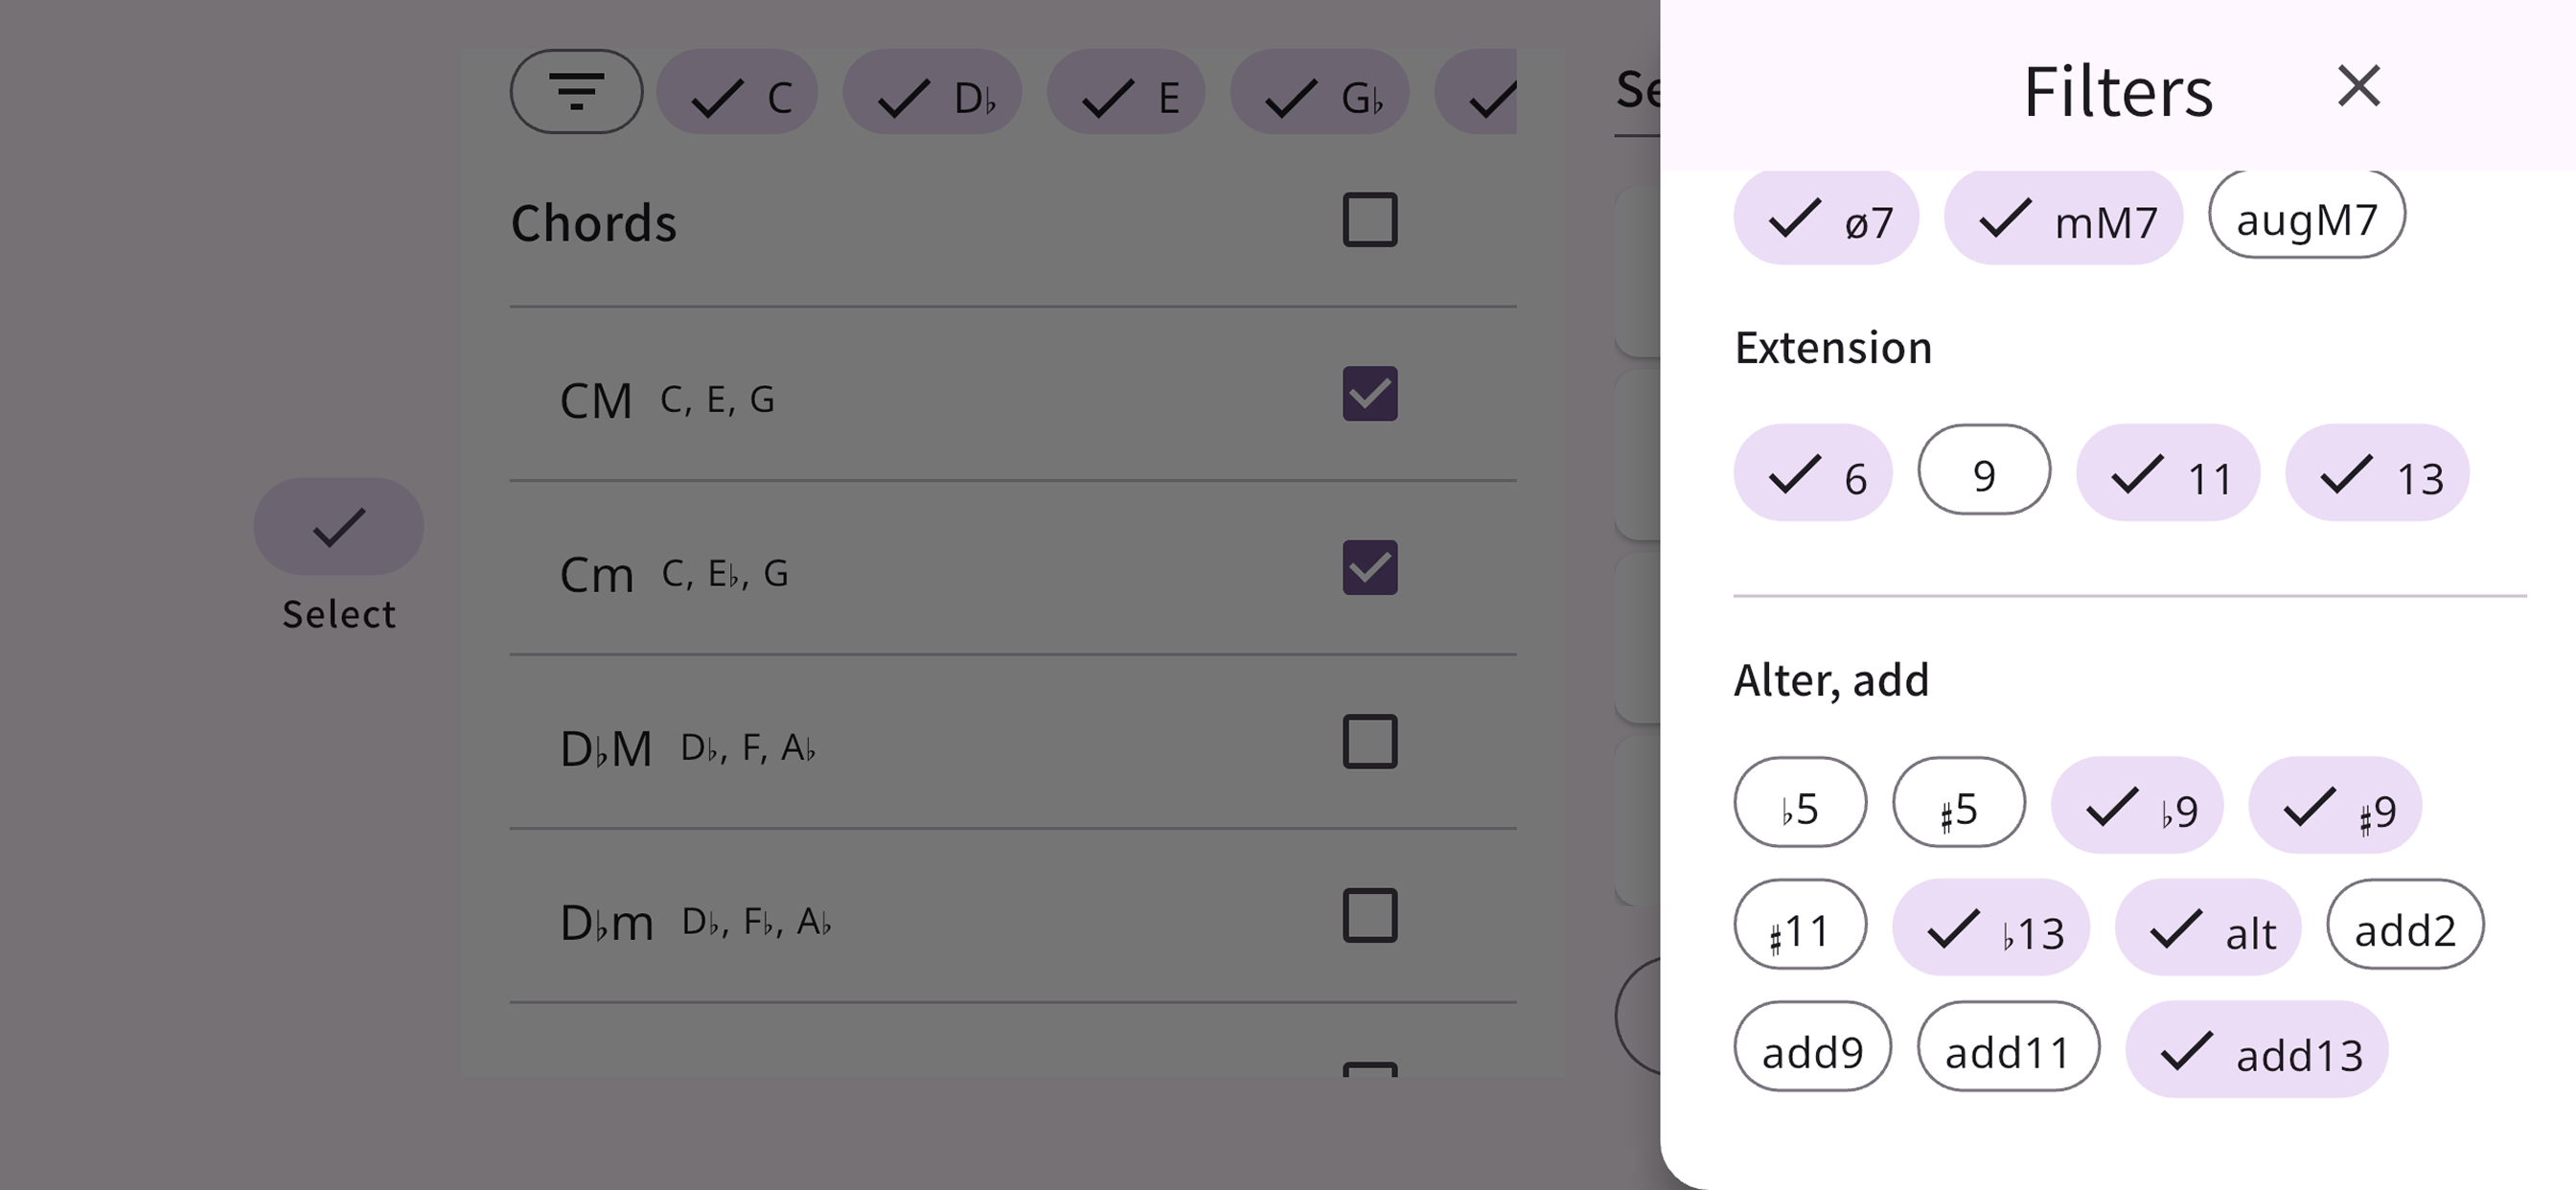 C D♭ E G♭
Chords
CM C, E, G
Cm C, E♭, G
D♭M D♭, F, A♭
D♭m D♭, F♭, A♭
Select
Filters
ø7 mM7 augM7
Extension
6 9 11 13
Alter, add
♭5 ♯5 ♭9 ♯9
♯11 ♭13 alt add2
add9 add11 add13